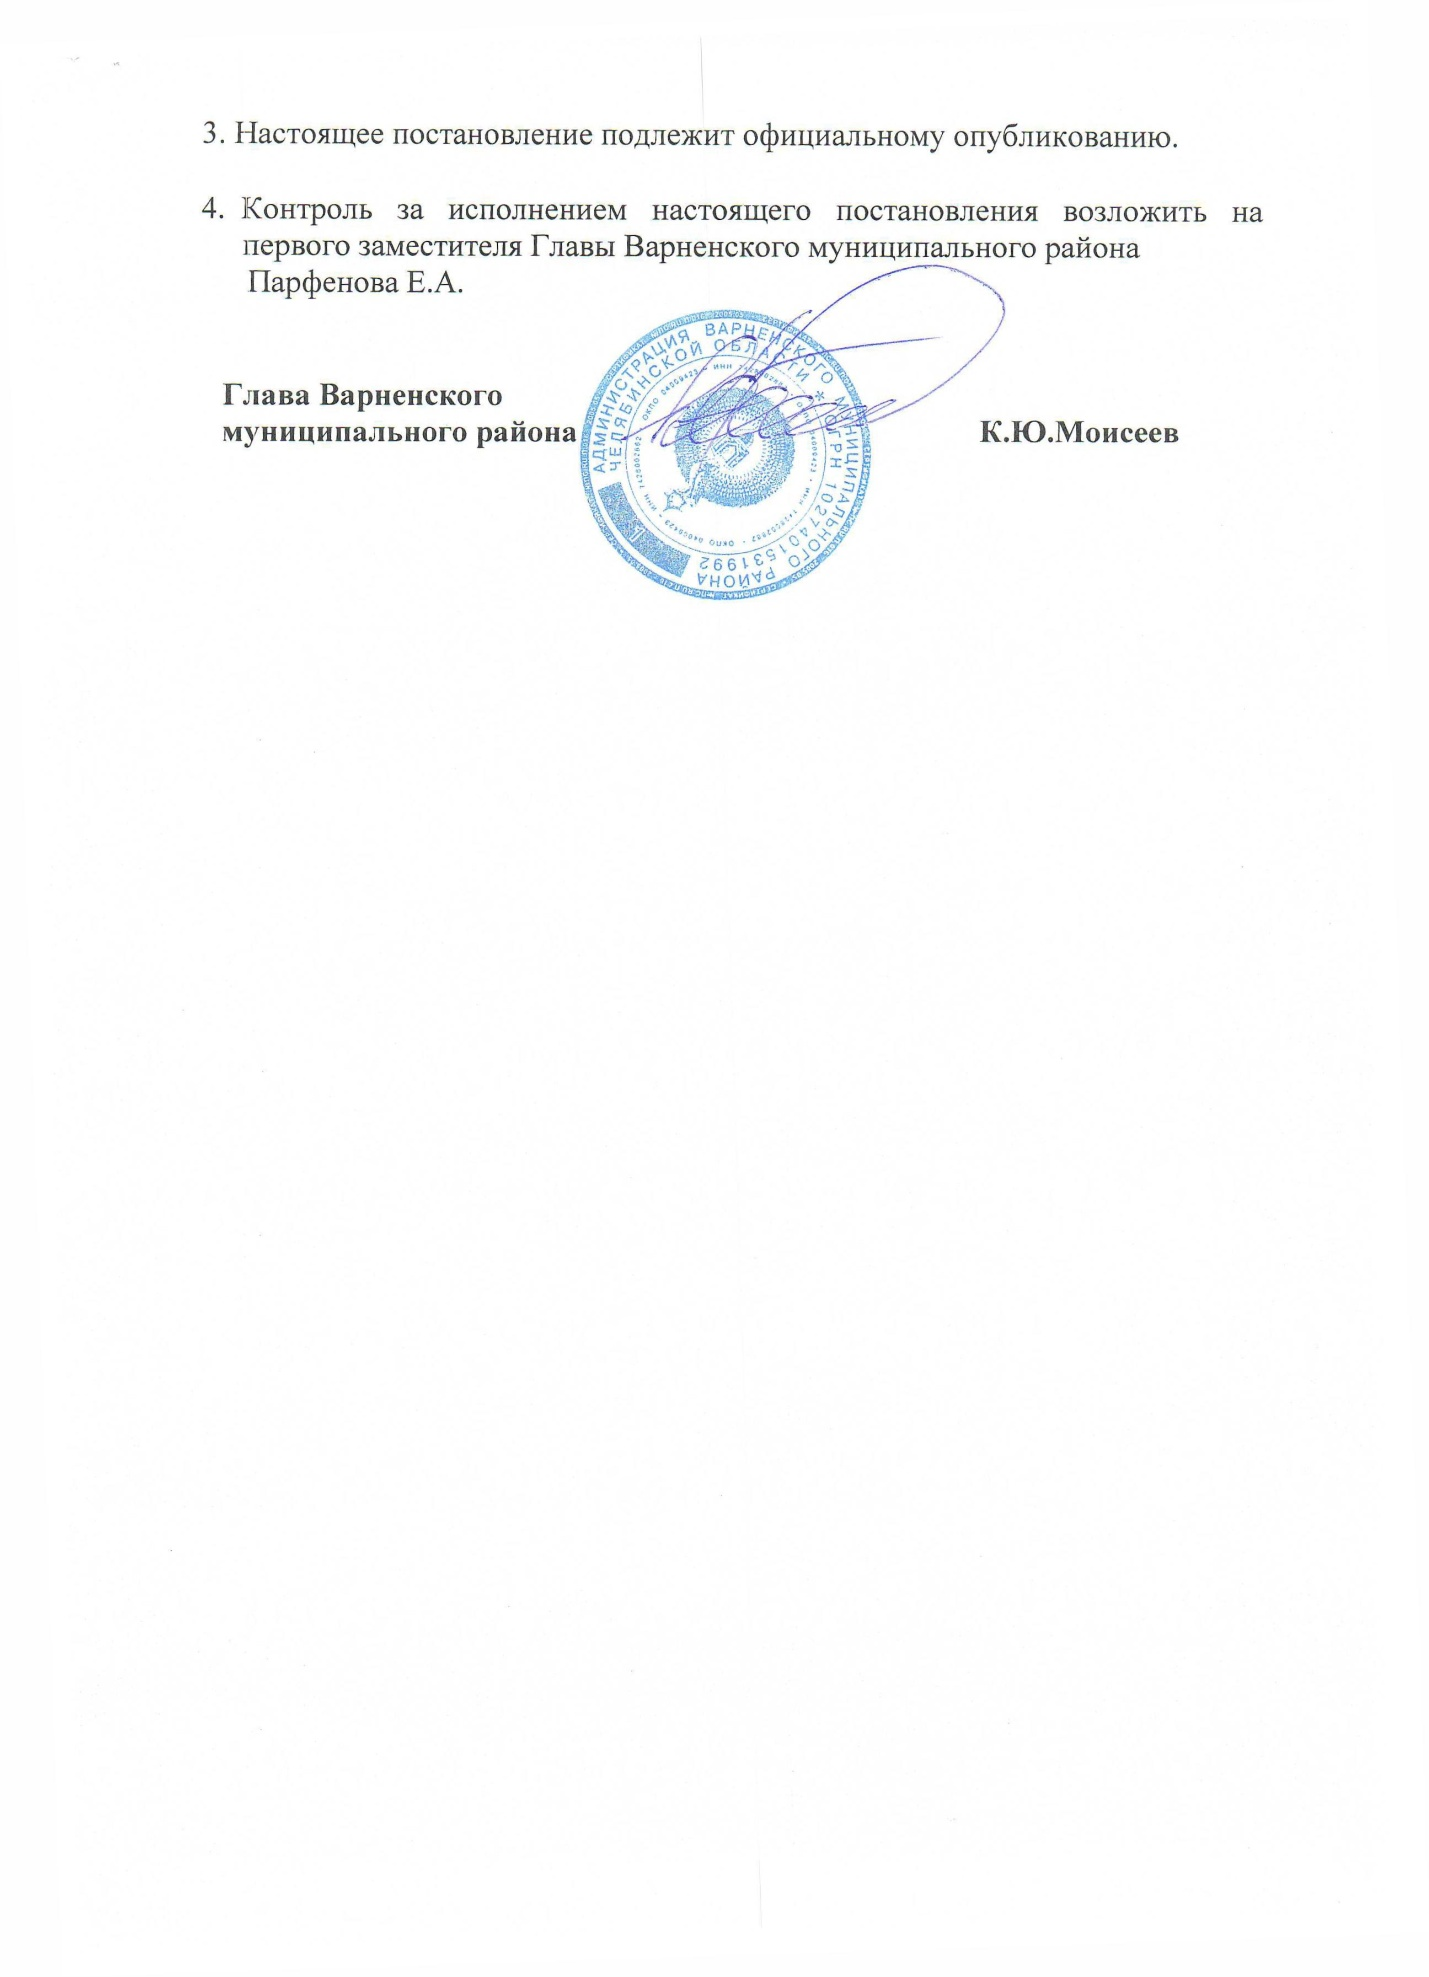 3. Настоящее постановление подлежит официальному опубликованию.
4. Контроль за исполнением настоящего постановления возложить на
первого заместителя Главы Варненского муниципального района
Парфенова Е.А.
Глава Варненского
муниципального района
К.Ю.Моисеев
АДМИНИСТРАЦИЯ ВАРНЕНСКОГО МУНИЦИПАЛЬНОГО РАЙОНА
ЧЕЛЯБИНСКОЙ ОБЛАСТИ * ОГРН 1027401531992